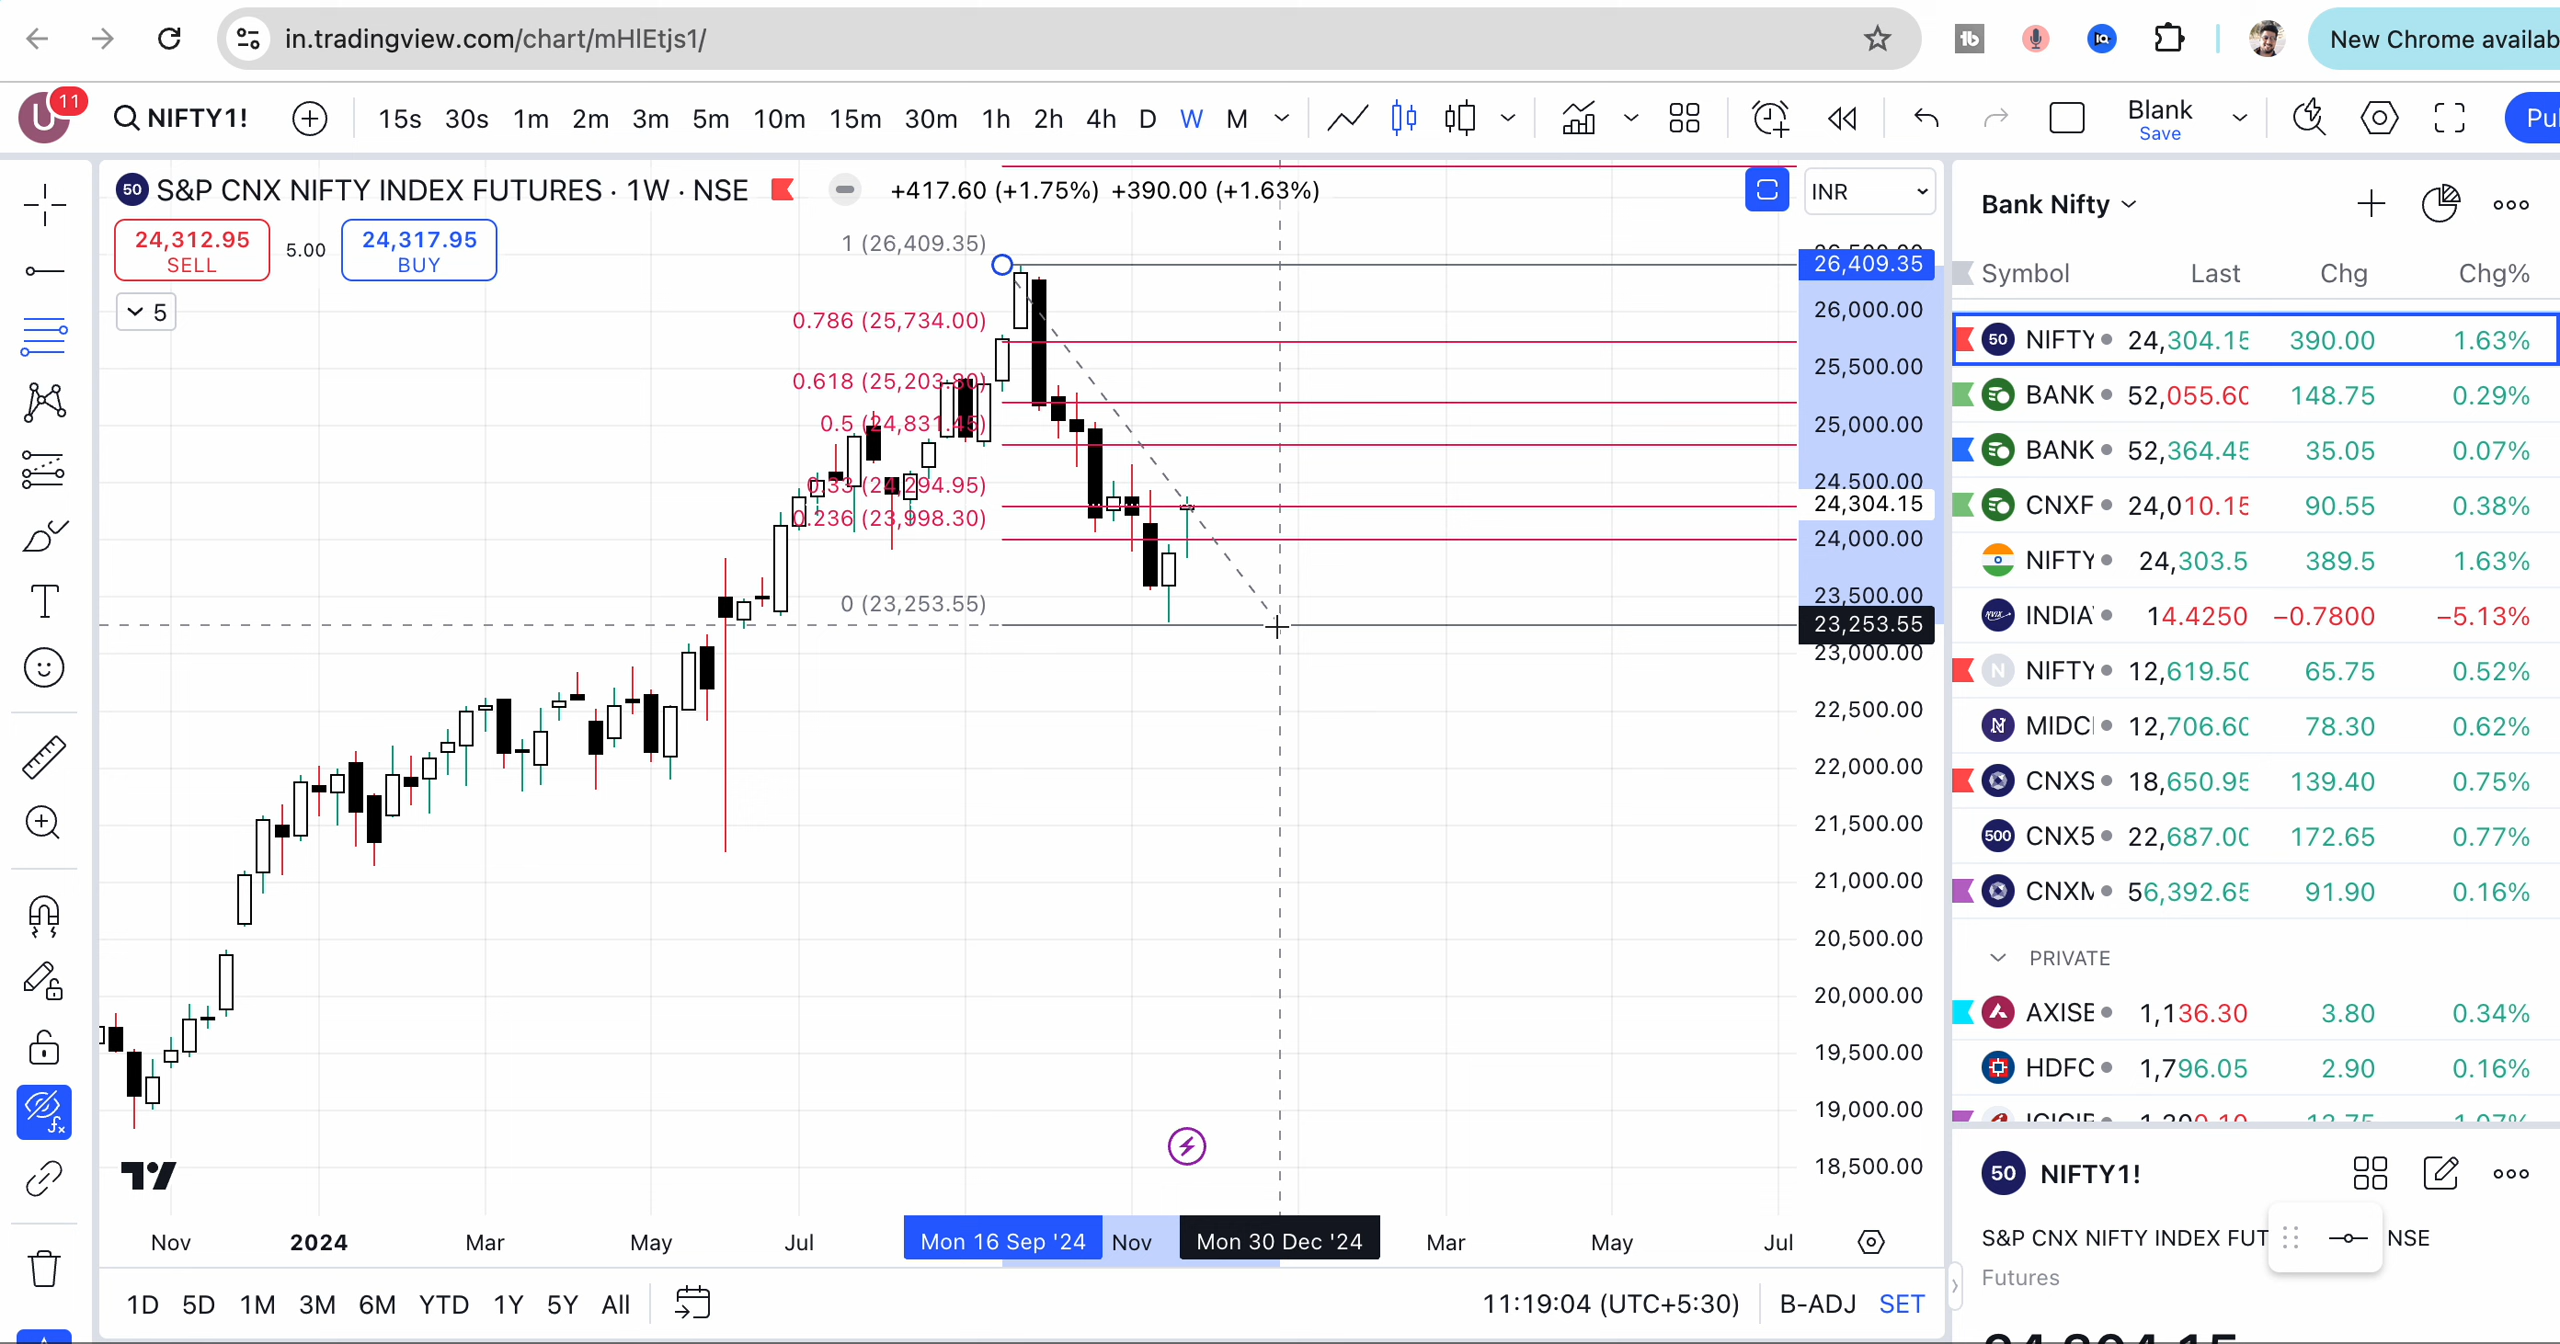 in.tradingview.com/chart/mHlEtjs1/
New Chrome availab
U 11 NIFTY1! 15s 30s 1m 2m 3m 5m 10m 15m 30m 1h 2h 4h D W M Blank Save Pul
50 S&P CNX NIFTY INDEX FUTURES · 1W · NSE +417.60 (+1.75%) +390.00 (+1.63%) INR
24,312.95 SELL 5.00 24,317.95 BUY
5
1 (26,409.35)
0.786 (25,734.00)
0.618 (25,203.80)
0.5 (24,831.45)
0.33 (24,294.95)
0.236 (23,998.30)
0 (23,253.55)
26,409.35
26,000.00
25,500.00
25,000.00
24,500.00
24,304.15
24,000.00
23,500.00
23,253.55
23,000.00
22,500.00
22,000.00
21,500.00
21,000.00
20,500.00
20,000.00
19,500.00
19,000.00
18,500.00
Nov 2024 Mar May Jul Mon 16 Sep '24 Nov Mon 30 Dec '24 Mar May Jul
1D 5D 1M 3M 6M YTD 1Y 5Y All 11:19:04 (UTC+5:30) B-ADJ SET
Bank Nifty
Symbol Last Chg Chg%
50 NIFTY 24,304.15 390.00 1.63%
BANK 52,055.60 148.75 0.29%
BANK 52,364.45 35.05 0.07%
CNXF 24,010.15 90.55 0.38%
NIFTY 24,303.5 389.5 1.63%
INDIA 14.4250 −0.7800 −5.13%
N NIFTY 12,619.50 65.75 0.52%
MIDC 12,706.60 78.30 0.62%
CNXS 18,650.95 139.40 0.75%
500 CNX5 22,687.00 172.65 0.77%
CNXM 56,392.65 91.90 0.16%
PRIVATE
AXISB 1,136.30 3.80 0.34%
HDFC 1,796.05 2.90 0.16%
50 NIFTY1!
S&P CNX NIFTY INDEX FUT NSE
Futures